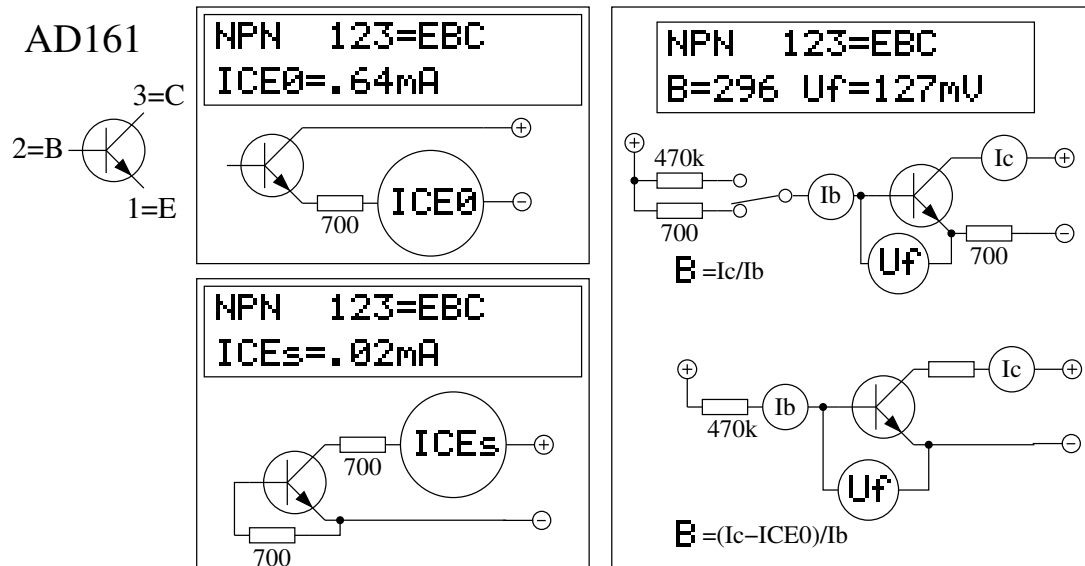 AD161
3=C
2=B
1=E
NPN 123=EBC
ICE0=.64mA
+
ICE0
−
700
NPN 123=EBC
ICEs=.02mA
ICEs
+
700
−
700
NPN 123=EBC
B=296 Uf=127mV
+
470k
Ic
+
Ib
700
Uf
−
700
B =Ic/Ib
+
Ic
+
Ib
470k
−
Uf
B =(Ic−ICE0)/Ib